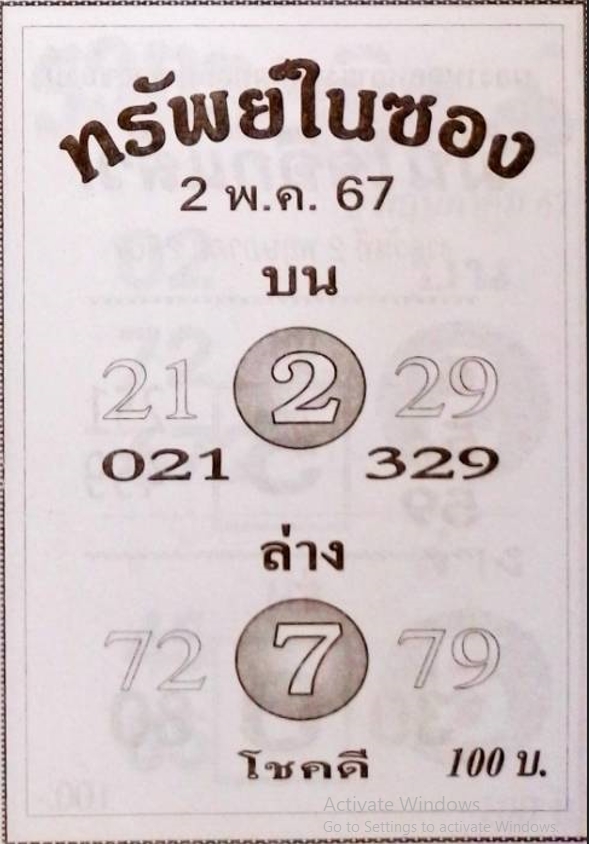 ทรัพย์ในซอง
2 พ.ค. 67
บน
21 2 29
021 329
ล่าง
72 7 79
โชคดี 100 บ.
Activate Windows
Go to Settings to activate Windows.